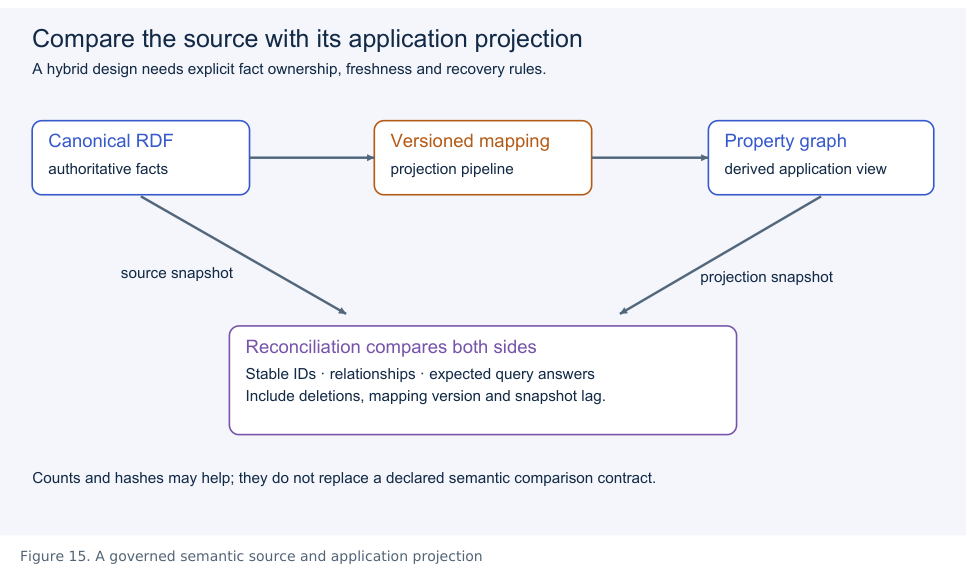 Compare the source with its application projection
A hybrid design needs explicit fact ownership, freshness and recovery rules.
Canonical RDF
authoritative facts
Versioned mapping
projection pipeline
Property graph
derived application view
source snapshot
projection snapshot
Reconciliation compares both sides
Stable IDs · relationships · expected query answers
Include deletions, mapping version and snapshot lag.
Counts and hashes may help; they do not replace a declared semantic comparison contract.
Figure 15. A governed semantic source and application projection